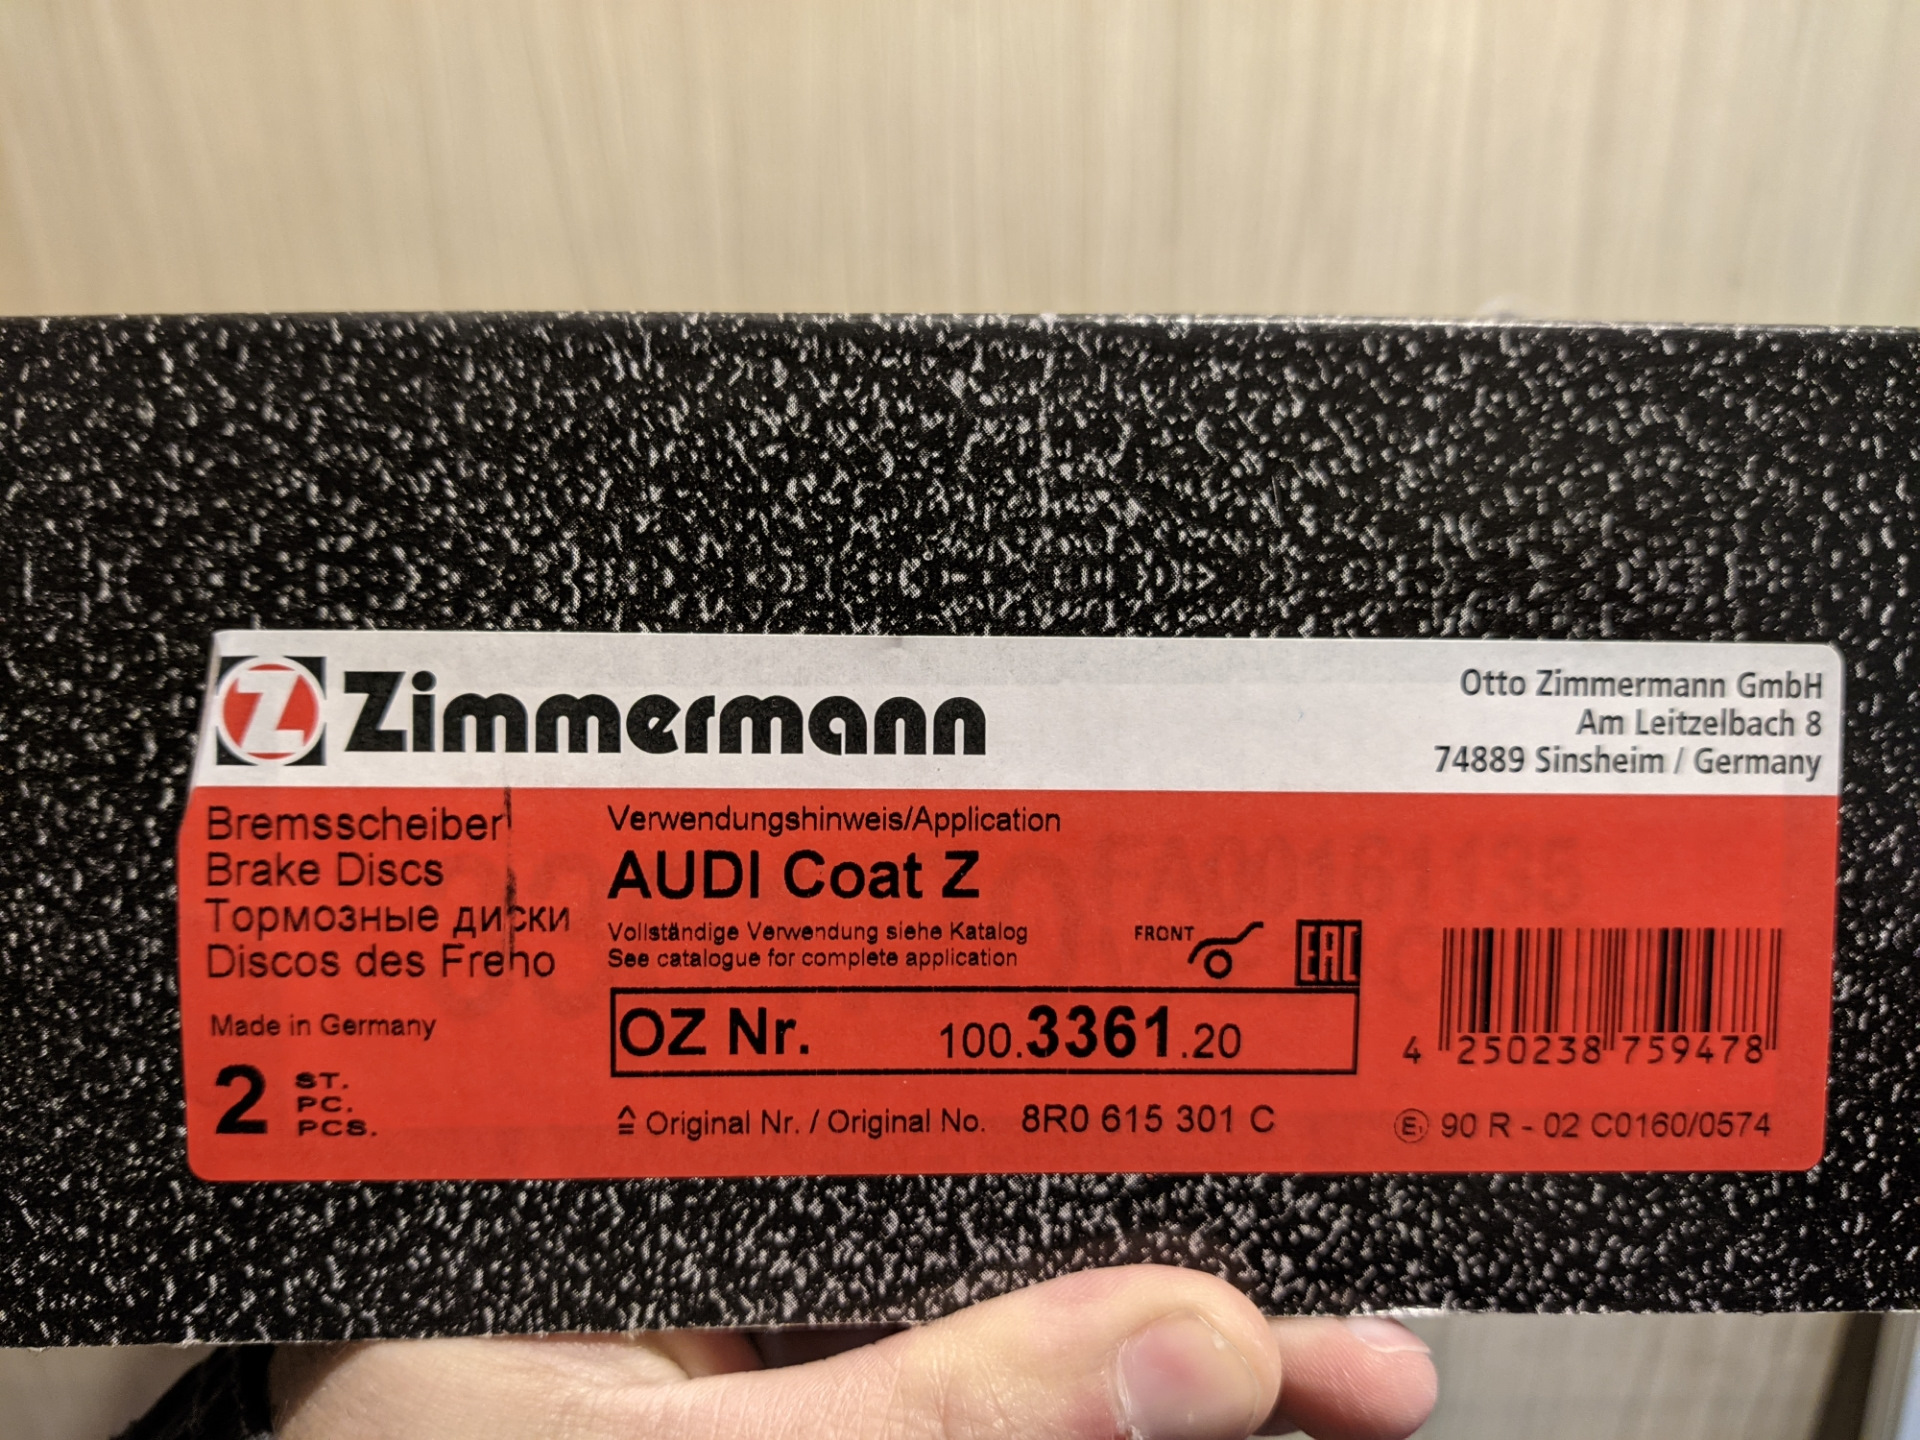 Zimmermann
Otto Zimmermann GmbH
Am Leitzelbach 8
74889 Sinsheim / Germany
Bremsscheiben
Brake Discs
Тормозные диски
Discos des Freno
Made in Germany
2 ST.
PC.
PCS.
Verwendungshinweis/Application
AUDI Coat Z
Vollständige Verwendung siehe Katalog
See catalogue for complete application
FRONT
EAC
OZ Nr. 100.3361.20
≙ Original Nr. / Original No. 8R0 615 301 C
4 250238 759478
E1 90 R - 02 C0160/0574